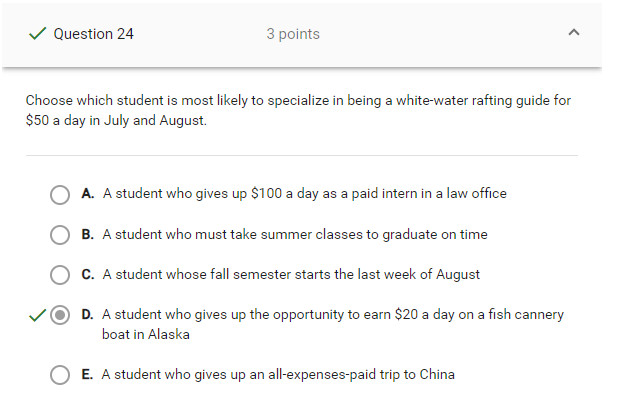 Question 24
3 points
Choose which student is most likely to specialize in being a white-water rafting guide for
$50 a day in July and August.
A. A student who gives up $100 a day as a paid intern in a law office
B. A student who must take summer classes to graduate on time
C. A student whose fall semester starts the last week of August
D. A student who gives up the opportunity to earn $20 a day on a fish cannery
boat in Alaska
E. A student who gives up an all-expenses-paid trip to China